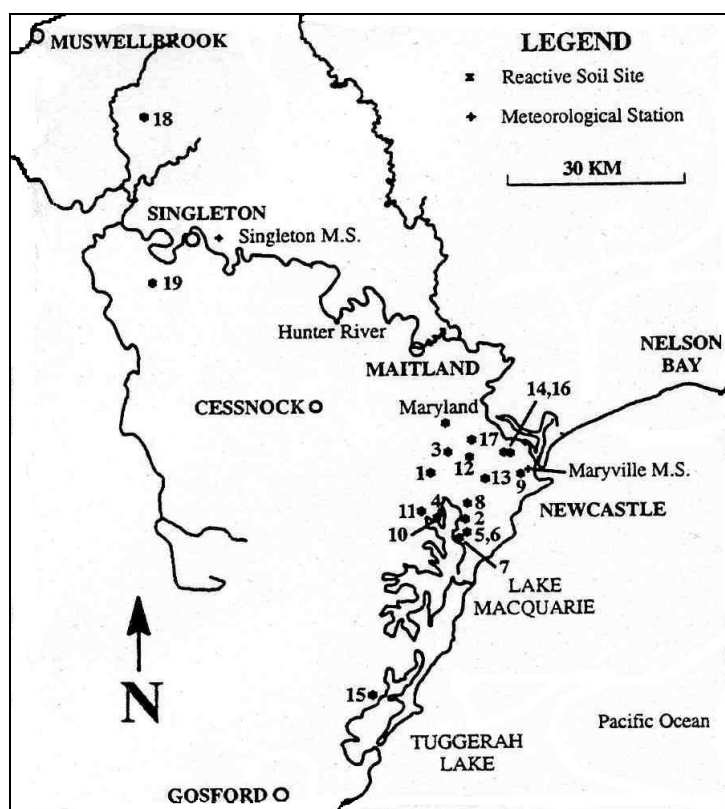 MUSWELLBROOK
LEGEND
Reactive Soil Site
Meteorological Station
30 KM
18
SINGLETON
Singleton M.S.
19
Hunter River
MAITLAND
NELSON
BAY
CESSNOCK
Maryland
14,16
17
3
12
1
13
9
Maryville M.S.
4
8
11
2
NEWCASTLE
10
5,6
7
LAKE
MACQUARIE
N
15
Pacific Ocean
TUGGERAH
LAKE
GOSFORD